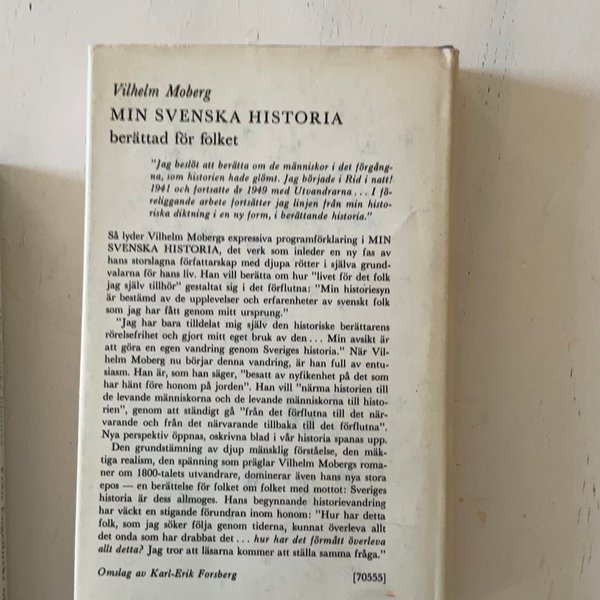 Vilhelm Moberg
MIN SVENSKA HISTORIA
berättad för folket
"Jag beslöt att berätta om de människor i det förgång-
na, som historien hade glömt. Jag började i Rid i natt!
1941 och fortsatte år 1949 med Utvandrarna... I fö-
religgande arbete fortsätter jag linjen från min histo-
riska diktning i en ny form, i berättande historia."
Så lyder Vilhelm Mobergs expressiva programförklaring i MIN
SVENSKA HISTORIA, det verk som inleder en ny fas av
hans storslagna författarskap med djupa rötter i själva grund-
valarna för hans liv. Han vill berätta om hur "livet för det folk
jag själv tillhör" gestaltat sig i det förflutna: "Min historiesyn
är bestämd av de upplevelser och erfarenheter av svenskt folk
som jag har fått genom mitt ursprung."
"Jag har bara tilldelat mig själv den historiske berättarens
rörelsefrihet och gjort mitt eget bruk av den... Min avsikt är
att göra en egen vandring genom Sveriges historia." När Vil-
helm Moberg nu börjar denna vandring, är han full av entu-
siasm. Han är, som han säger, "besatt av nyfikenhet på det som
har hänt före honom på jorden". Han vill "närma historien till
de levande människorna och de levande människorna till histo-
rien", genom att ständigt gå "från det förflutna till det när-
varande och från det närvarande tillbaka till det förflutna".
Nya perspektiv öppnas, oskrivna blad i vår historia spanas upp.
Den grundstämning av djup mänsklig förståelse, den mäk-
tiga realism, den spänning som präglar Vilhelm Mobergs roma-
ner om 1800-talets utvandrare, dominerar även hans nya stora
epos — en berättelse för folket om folket med mottot: Sveriges
historia är dess allmoges. Hans begynnande historievandring
har väckt en stigande förundran inom honom: "Hur har detta
folk, som jag söker följa genom tiderna, kunnat överleva allt
det onda som har drabbat det... hur har det förmått överleva
allt detta? Jag tror att läsarna kommer att ställa samma fråga."
Omslag av Karl-Erik Forsberg [70555]